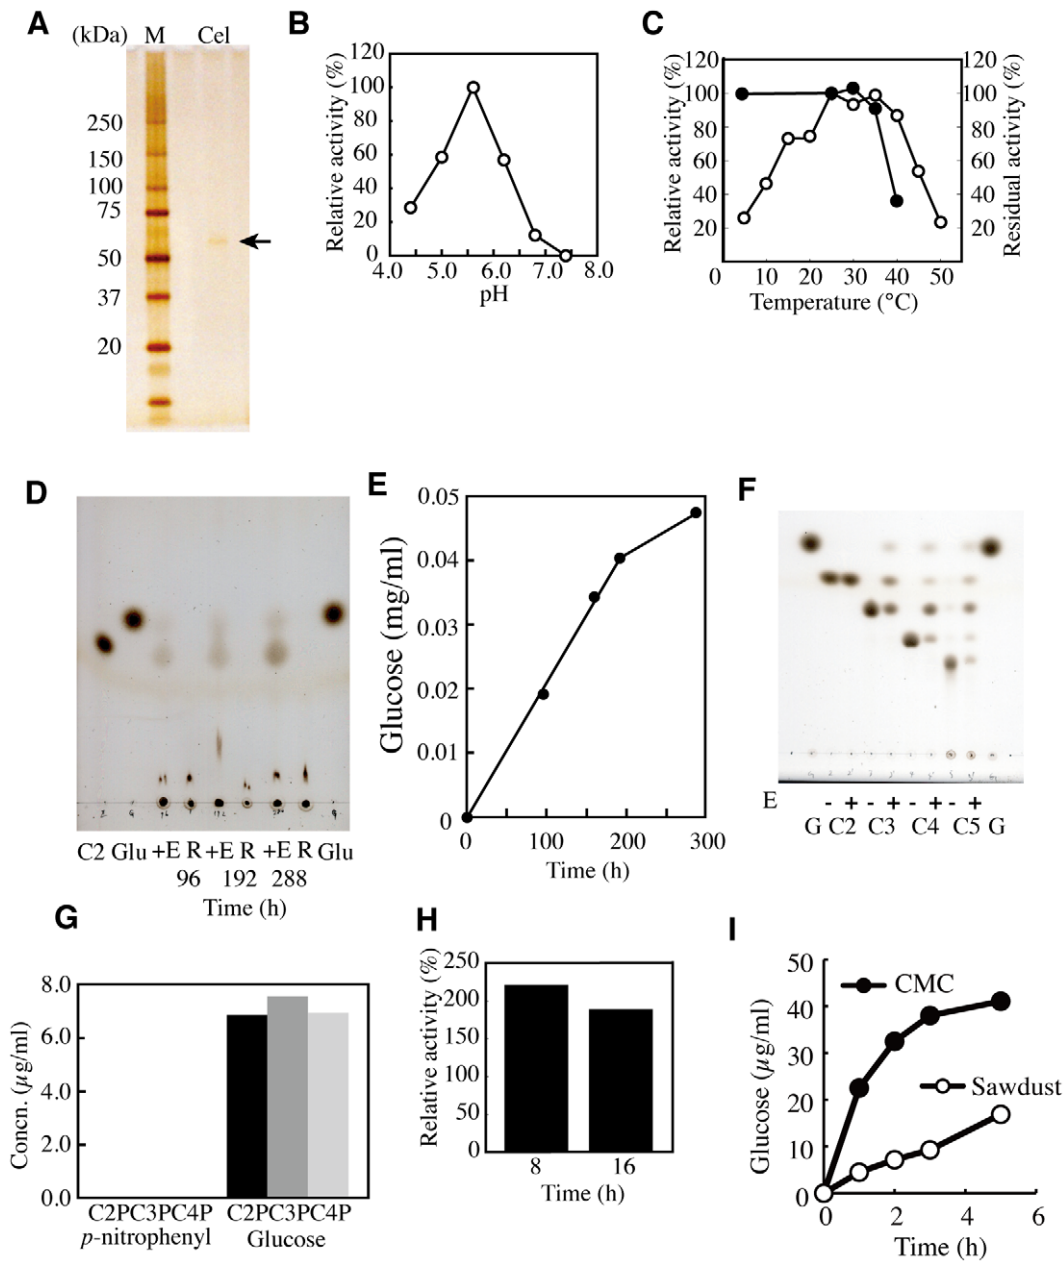 A
(kDa) M Cel
250
150
100
75
50
37
20
B
Relative activity (%)
120
100
80
60
40
20
0
4.0 5.0 6.0 7.0 8.0
pH
C
Relative activity (%)
120
100
80
60
40
20
0 10 20 30 40 50
Temperature (°C)
120
100
80
60
40
20
Residual activity (%)
D
C2 Glu +E R +E R +E R Glu
96 192 288
Time (h)
E
Glucose (mg/ml)
0.05
0.04
0.03
0.02
0.01
0
0 100 200 300
Time (h)
F
E - + - + - + - +
G C2 C3 C4 C5 G
G
Concn. (µg/ml)
8.0
6.0
4.0
2.0
0.0
C2PC3PC4P C2PC3PC4P
p-nitrophenyl Glucose
H
Relative activity (%)
250
200
150
100
50
0
8 16
Time (h)
I
Glucose (µg/ml)
50
40
30
20
10
0
CMC
Sawdust
0 2 4 6
Time (h)